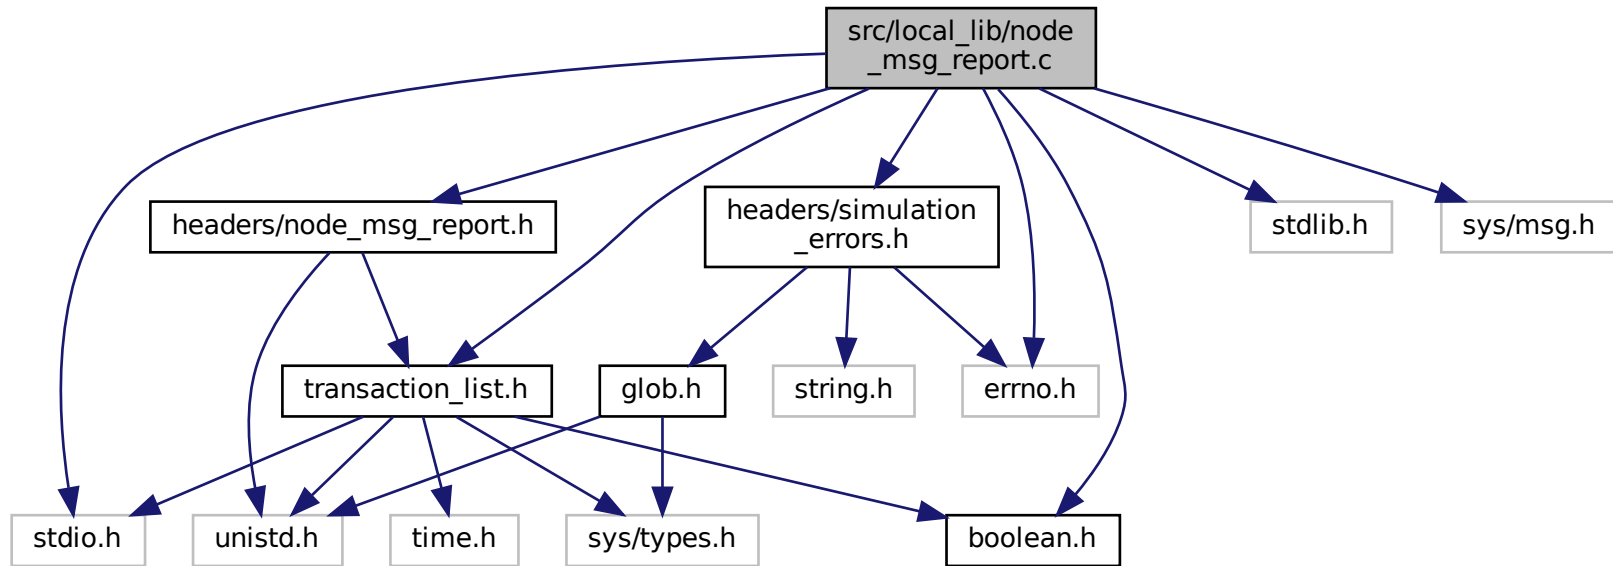 src/local_lib/node
_msg_report.c
headers/node_msg_report.h
headers/simulation
_errors.h
stdlib.h
sys/msg.h
transaction_list.h
glob.h
string.h
errno.h
stdio.h
unistd.h
time.h
sys/types.h
boolean.h